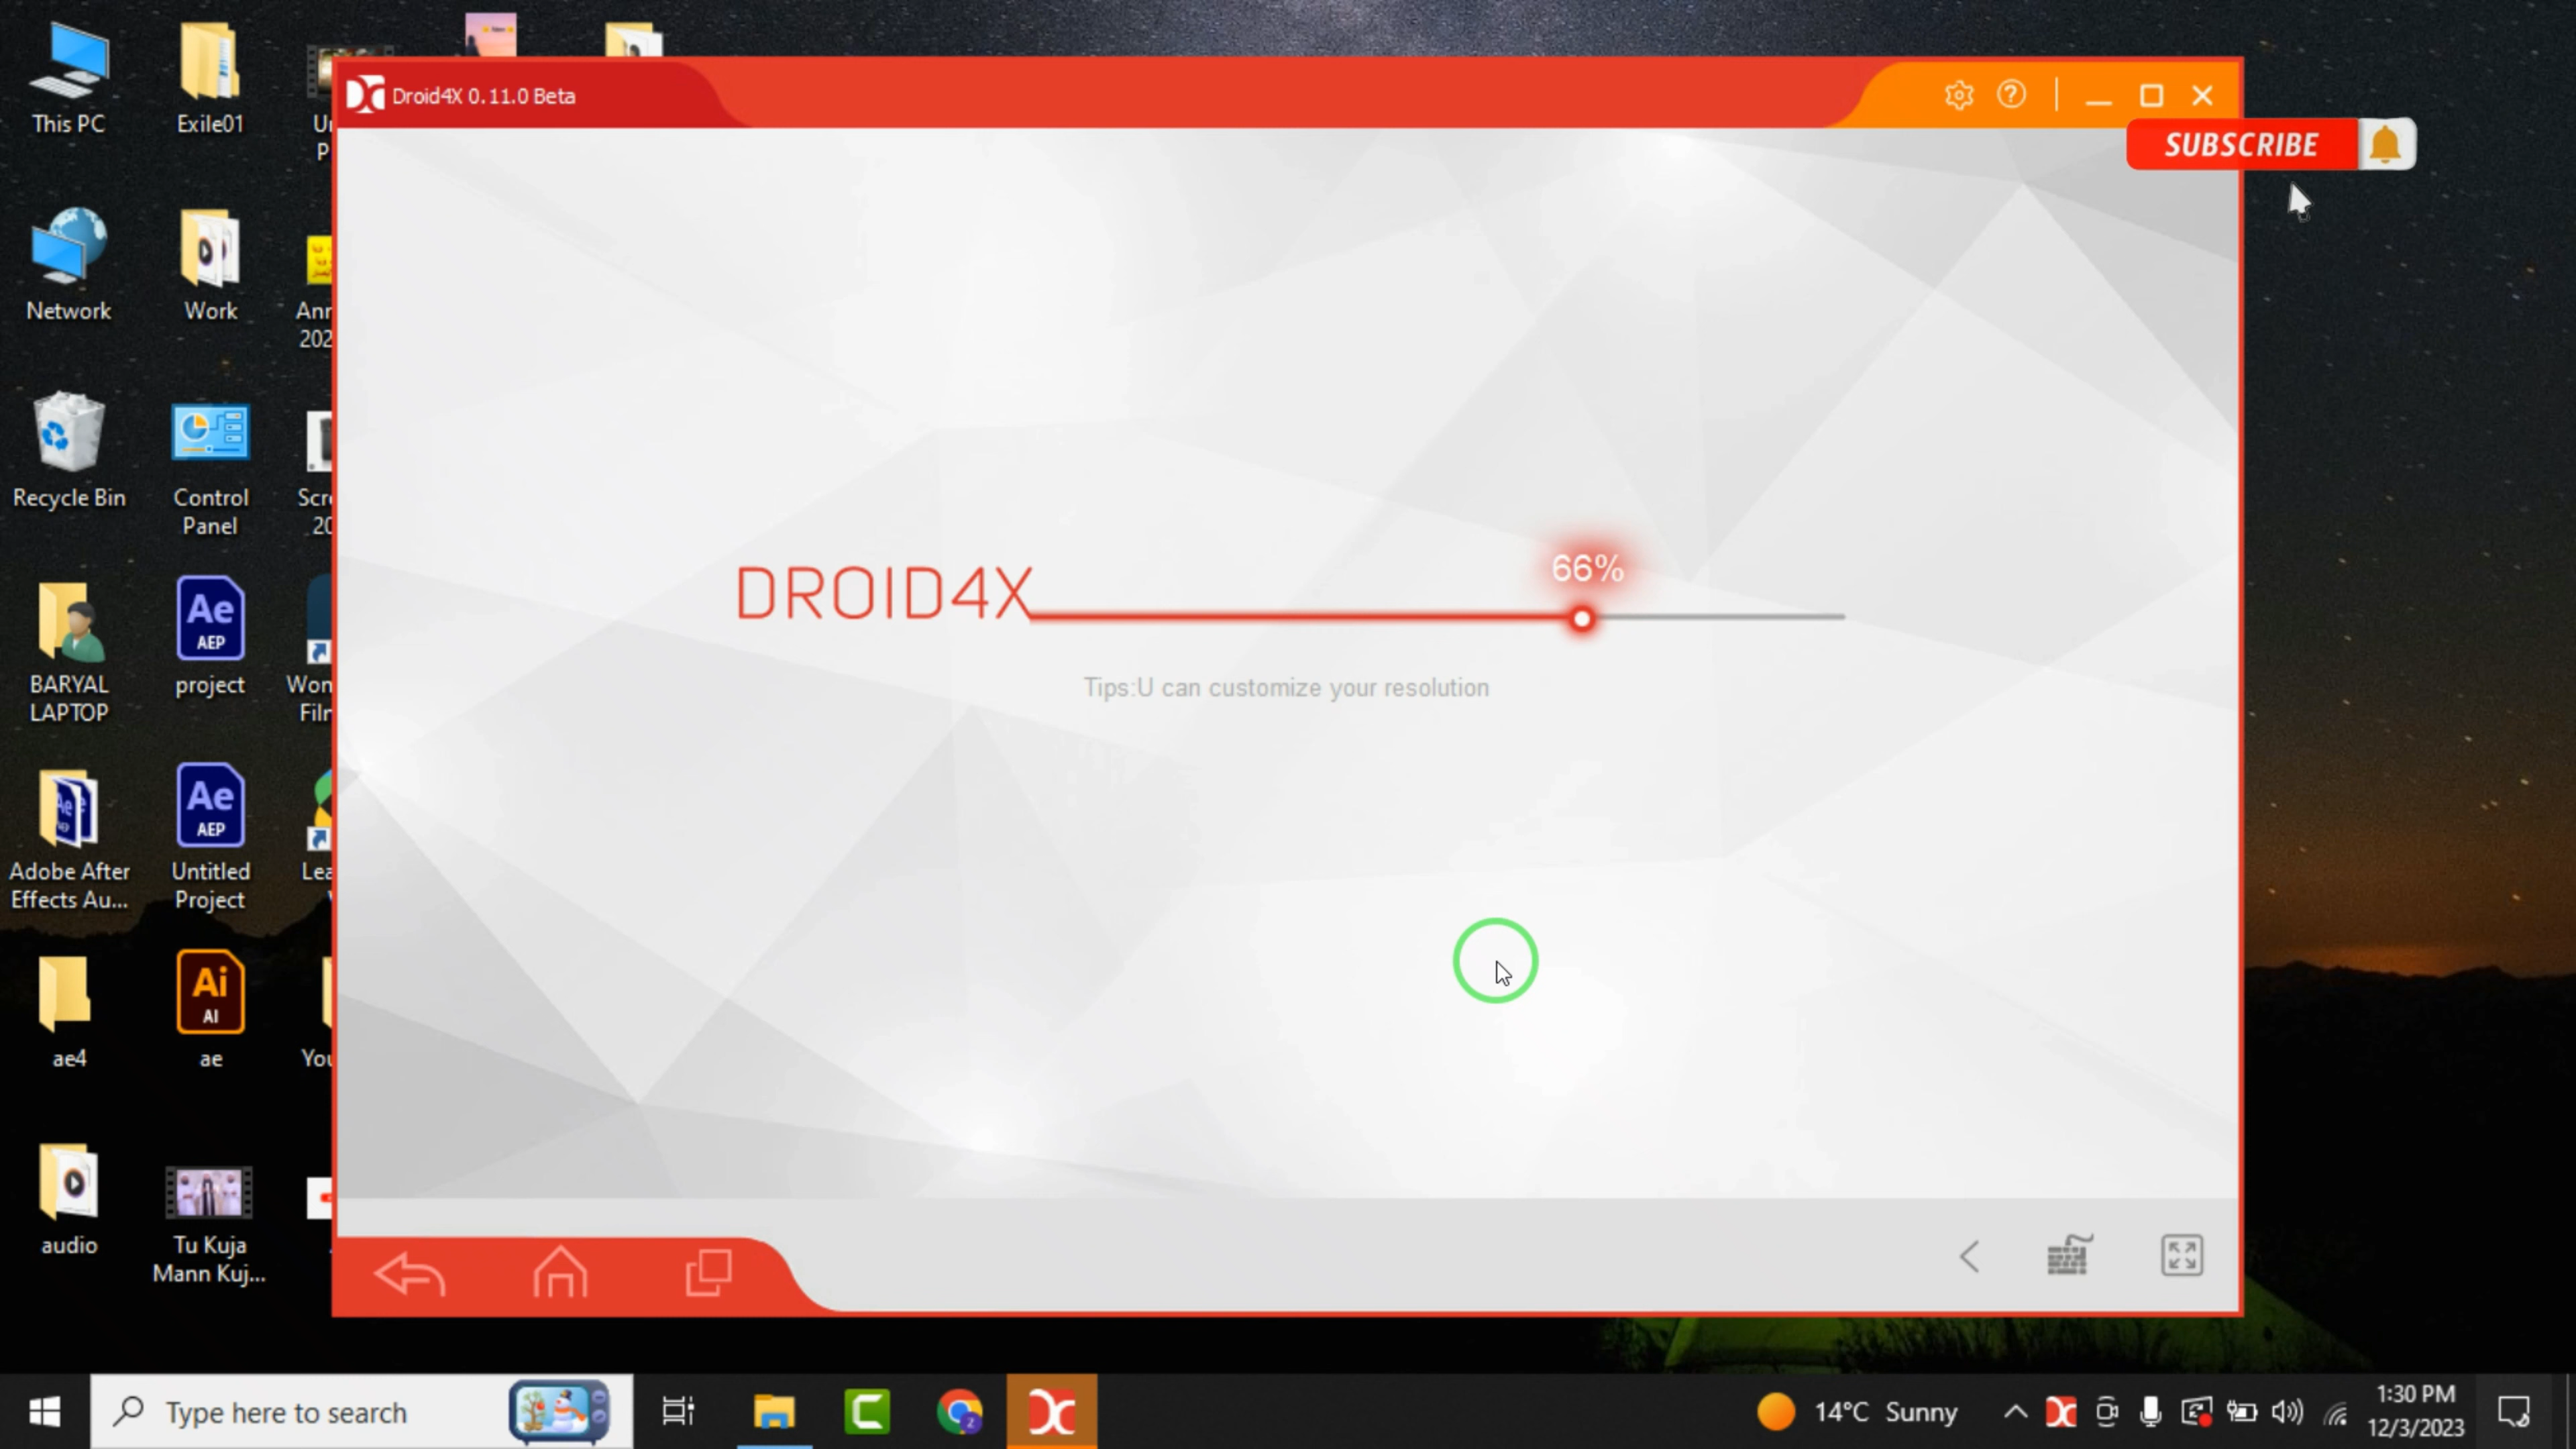 Droid4X 0.11.0 Beta
SUBSCRIBE
DROID4X
66%
Tips:U can customize your resolution
This PC
Exile01
Network
Work
Recycle Bin
Control
Panel
BARYAL
LAPTOP
Ae
AEP
project
Adobe After
Effects Au...
Ae
AEP
Untitled
Project
ae4
Ai
AI
ae
audio
Tu Kuja
Mann Kuj...
Type here to search
14°C Sunny
1:30 PM
12/3/2023